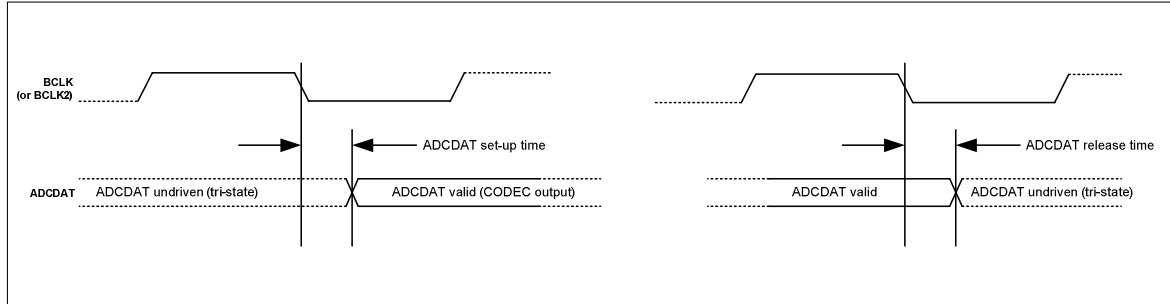 BCLK
(or BCLK2)
ADCDAT set-up time
ADCDAT release time
ADCDAT
ADCDAT undriven (tri-state)
ADCDAT valid (CODEC output)
ADCDAT valid
ADCDAT undriven (tri-state)